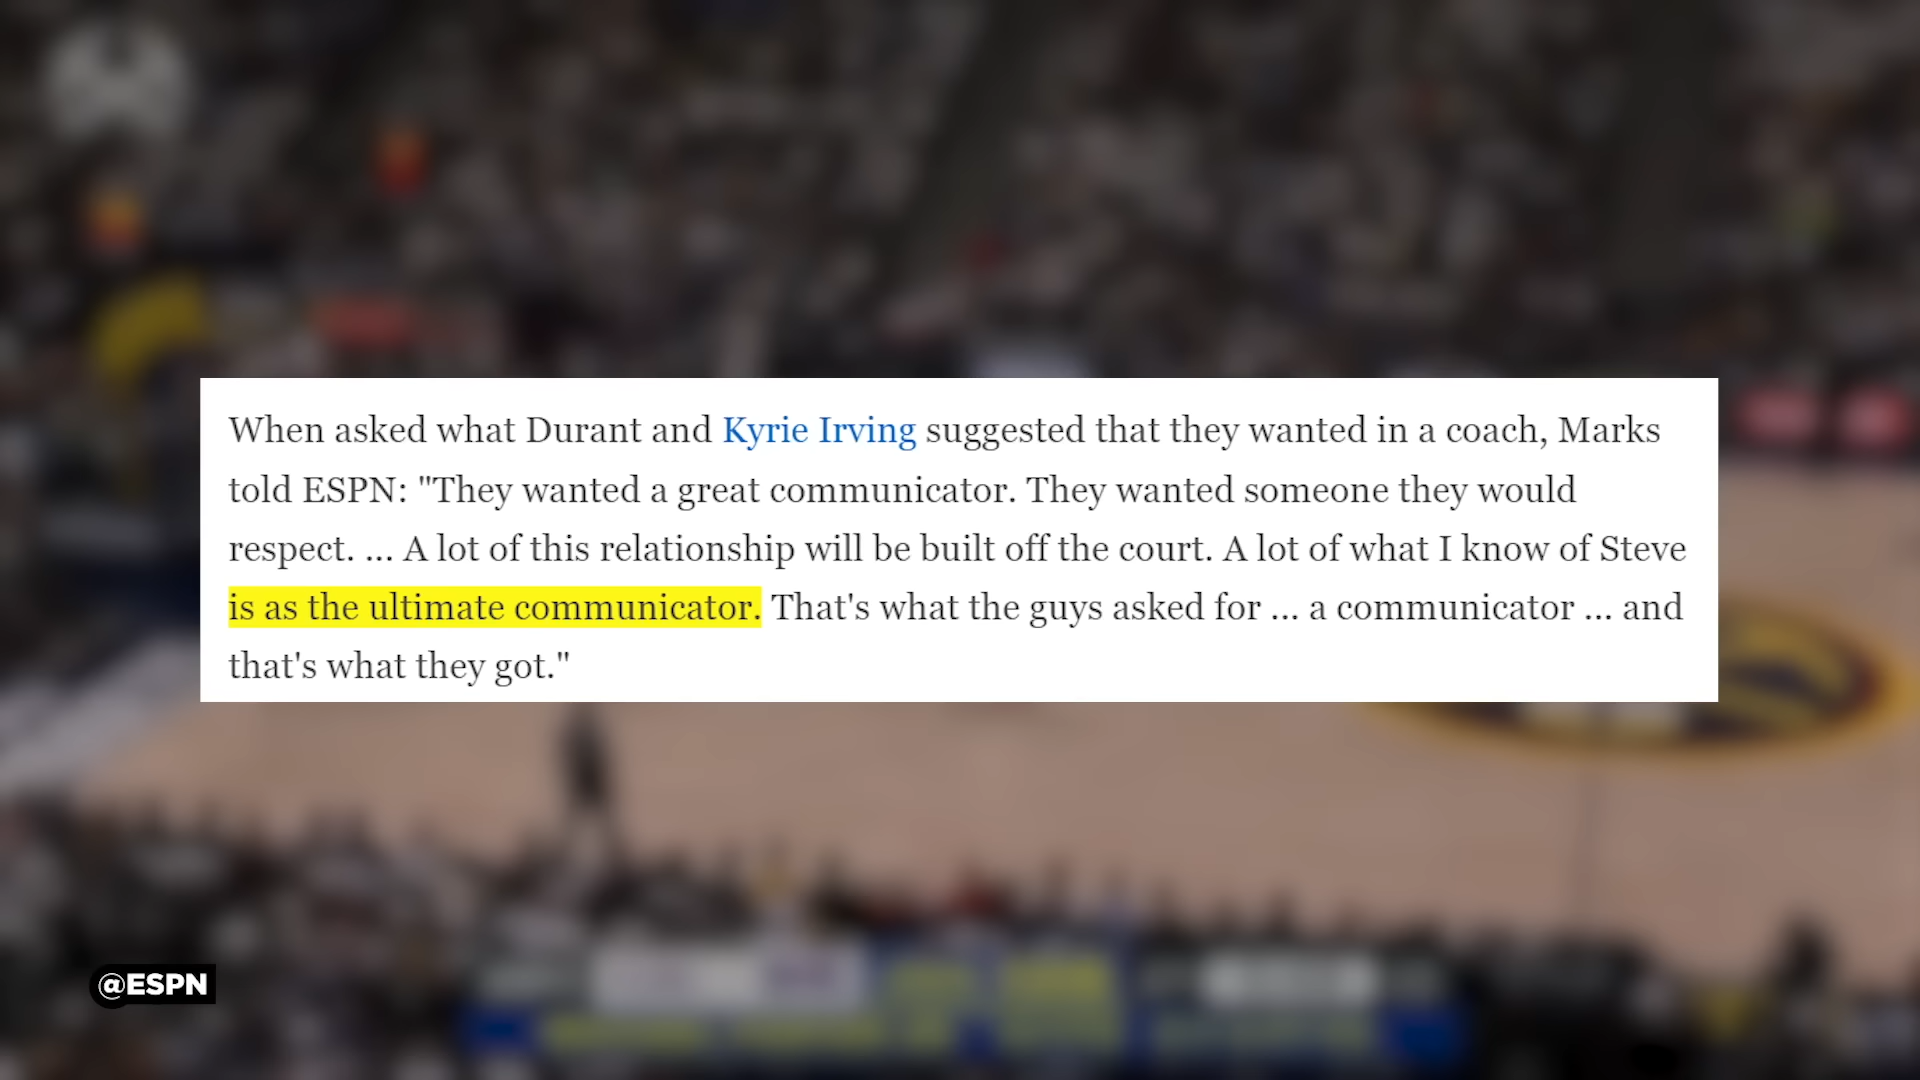 When asked what Durant and Kyrie Irving suggested that they wanted in a coach, Marks
told ESPN: "They wanted a great communicator. They wanted someone they would
respect. ... A lot of this relationship will be built off the court. A lot of what I know of Steve
is as the ultimate communicator. That's what the guys asked for ... a communicator ... and
that's what they got."
@ESPN